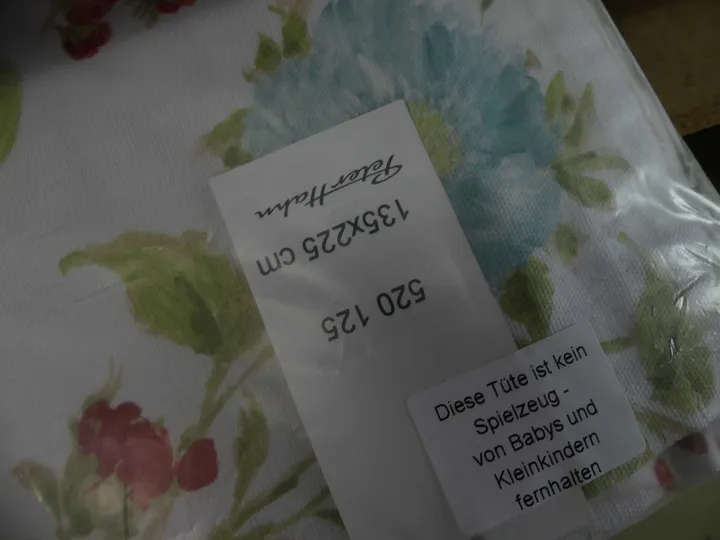 Peter Hahn
135x225 cm
520 125
Diese Tüte ist kein
Spielzeug -
von Babys und
Kleinkindern
fernhalten